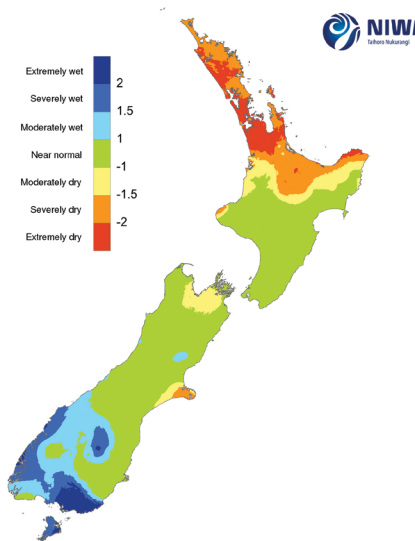 NIWA
Taihoro Nukurangi
Extremely wet
2
Severely wet
1.5
Moderately wet
1
Near normal
-1
Moderately dry
-1.5
Severely dry
-2
Extremely dry